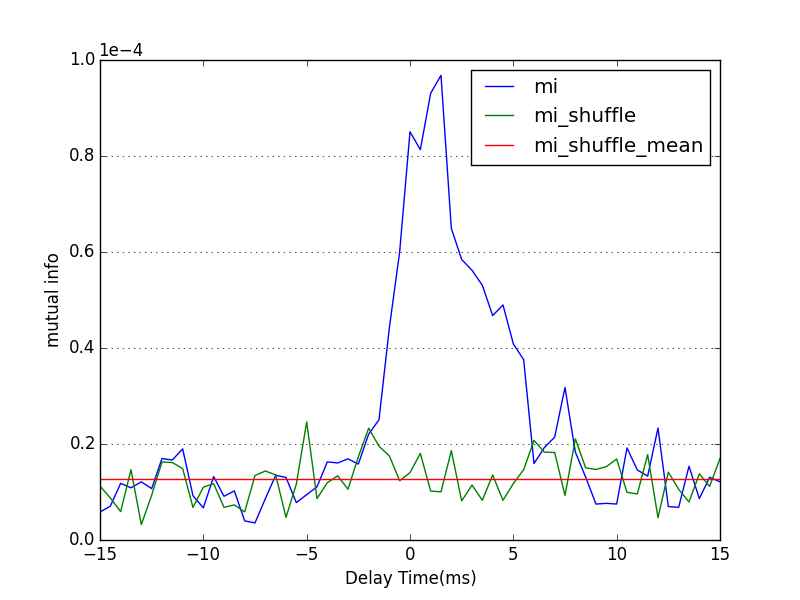 1e−4
1.0
0.8
0.6
0.4
0.2
0.0
mutual info
mi
mi_shuffle
mi_shuffle_mean
−15 −10 −5 0 5 10 15
Delay Time(ms)